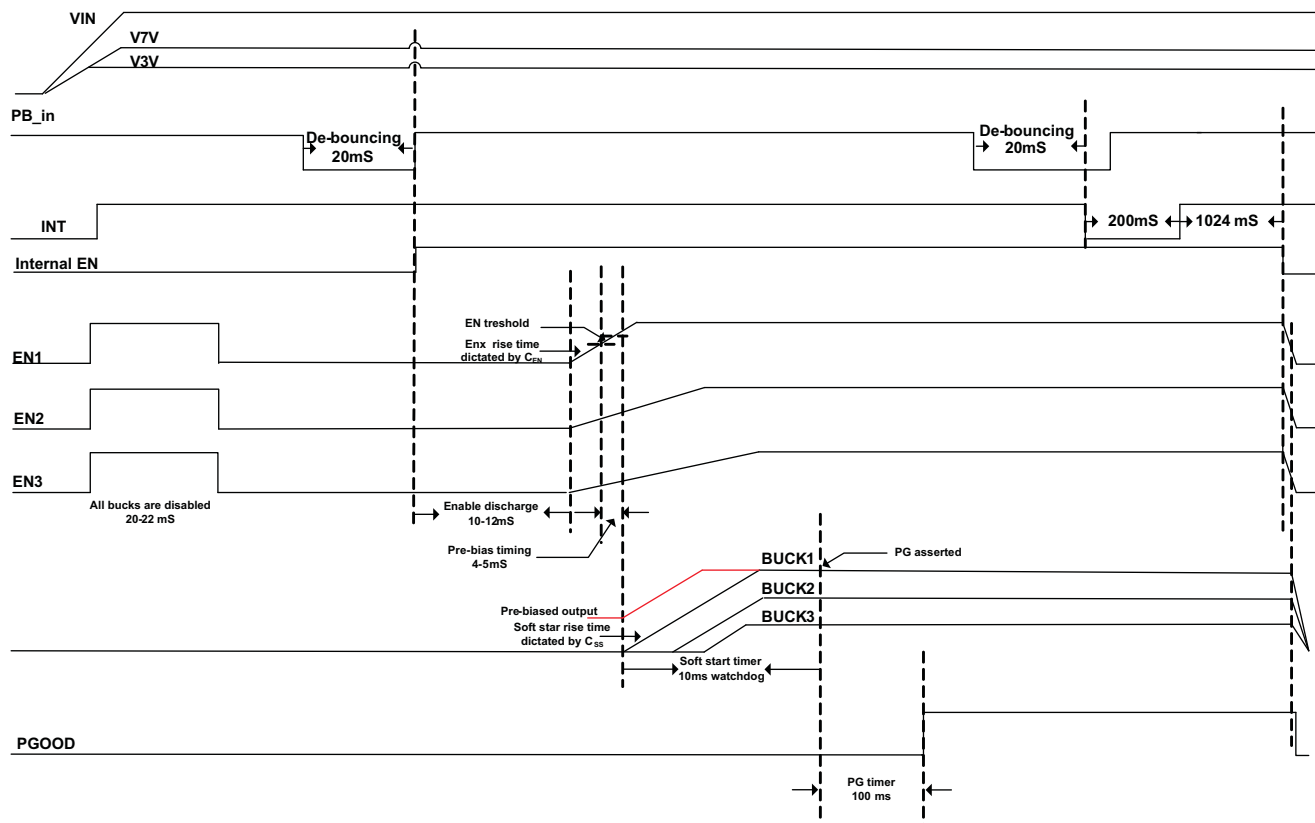 VIN
V7V
V3V
PB_in
De-bouncing
20mS
De-bouncing
20mS
INT
200mS
1024 mS
Internal EN
EN treshold
Enx rise time
dictated by CEN
EN1
EN2
EN3
All bucks are disabled
20-22 mS
Enable discharge
10-12mS
Pre-bias timing
4-5mS
BUCK1
PG asserted
BUCK2
Pre-biased output
BUCK3
Soft star rise time
dictated by CSS
Soft start timer
10ms watchdog
PGOOD
PG timer
100 ms